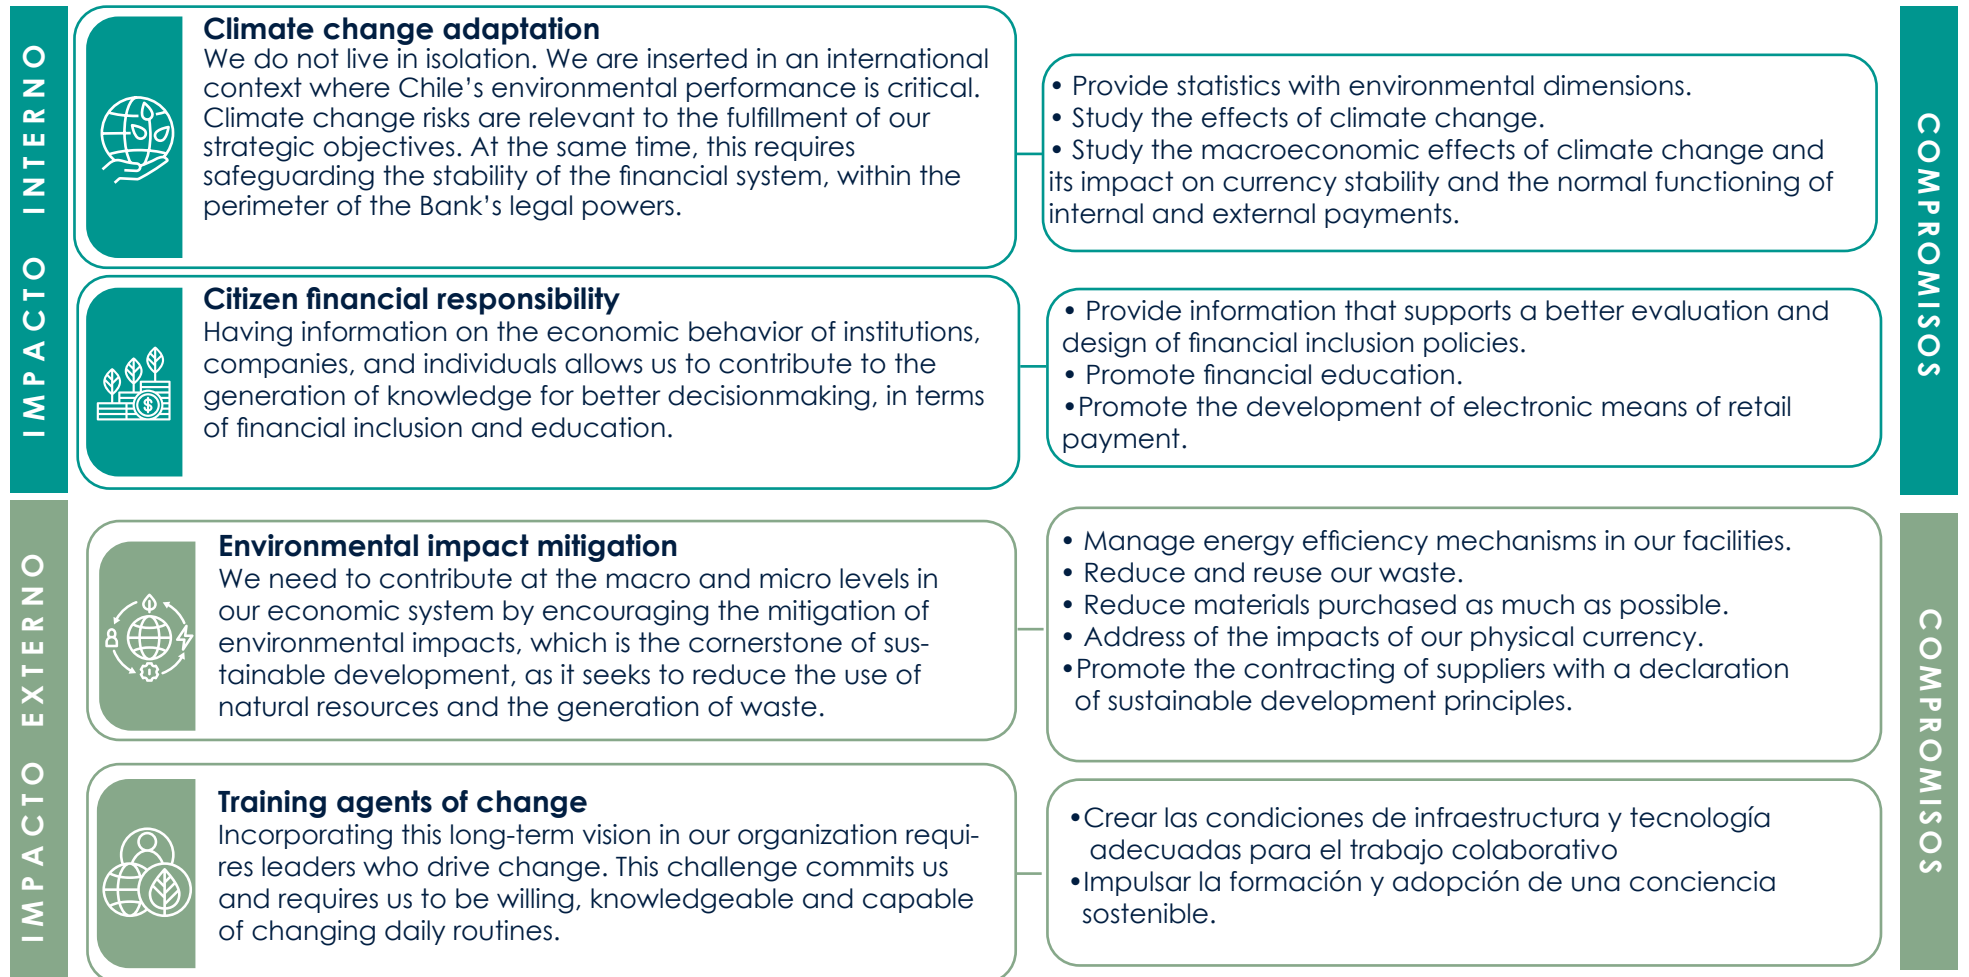 IMPACTO INTERNO
Climate change adaptation
We do not live in isolation. We are inserted in an international
context where Chile's environmental performance is critical.
Climate change risks are relevant to the fulfillment of our
strategic objectives. At the same time, this requires
safeguarding the stability of the financial system, within the
perimeter of the Bank's legal powers.
• Provide statistics with environmental dimensions.
• Study the effects of climate change.
• Study the macroeconomic effects of climate change and
its impact on currency stability and the normal functioning of
internal and external payments.
Citizen financial responsibility
Having information on the economic behavior of institutions,
companies, and individuals allows us to contribute to the
generation of knowledge for better decisionmaking, in terms
of financial inclusion and education.
• Provide information that supports a better evaluation and
design of financial inclusion policies.
• Promote financial education.
•Promote the development of electronic means of retail
payment.
COMPROMISOS
IMPACTO EXTERNO
Environmental impact mitigation
We need to contribute at the macro and micro levels in
our economic system by encouraging the mitigation of
environmental impacts, which is the cornerstone of sus-
tainable development, as it seeks to reduce the use of
natural resources and the generation of waste.
• Manage energy efficiency mechanisms in our facilities.
• Reduce and reuse our waste.
• Reduce materials purchased as much as possible.
• Address of the impacts of our physical currency.
•Promote the contracting of suppliers with a declaration
of sustainable development principles.
Training agents of change
Incorporating this long-term vision in our organization requi-
res leaders who drive change. This challenge commits us
and requires us to be willing, knowledgeable and capable
of changing daily routines.
•Crear las condiciones de infraestructura y tecnología
adecuadas para el trabajo colaborativo
•Impulsar la formación y adopción de una conciencia
sostenible.
COMPROMISOS